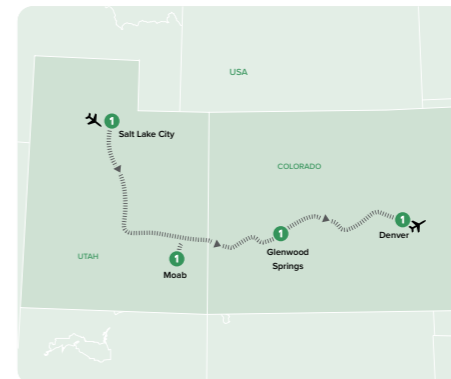 USA
1
Salt Lake City
COLORADO
1
Denver
1
Glenwood
Springs
UTAH
1
Moab